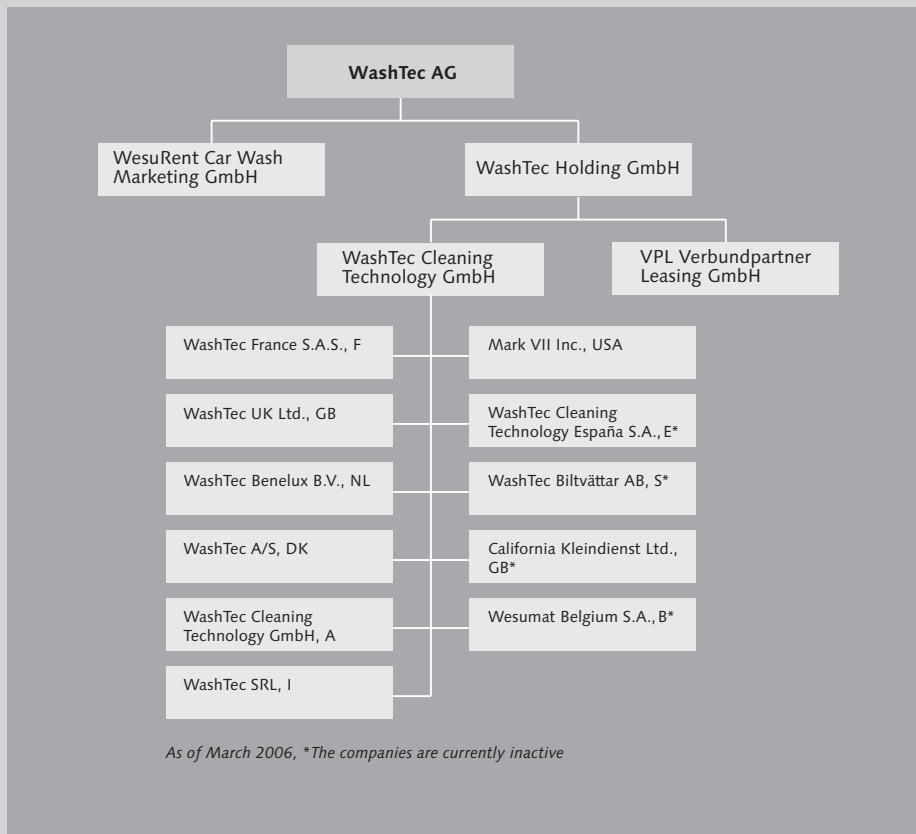 WashTec AG
WesuRent Car Wash
Marketing GmbH
WashTec Holding GmbH
WashTec Cleaning
Technology GmbH
VPL Verbundpartner
Leasing GmbH
WashTec France S.A.S., F
Mark VII Inc., USA
WashTec UK Ltd., GB
WashTec Cleaning
Technology España S.A., E*
WashTec Benelux B.V., NL
WashTec Biltvättar AB, S*
WashTec A/S, DK
California Kleindienst Ltd.,
GB*
WashTec Cleaning
Technology GmbH, A
Wesumat Belgium S.A., B*
WashTec SRL, I
As of March 2006, *The companies are currently inactive